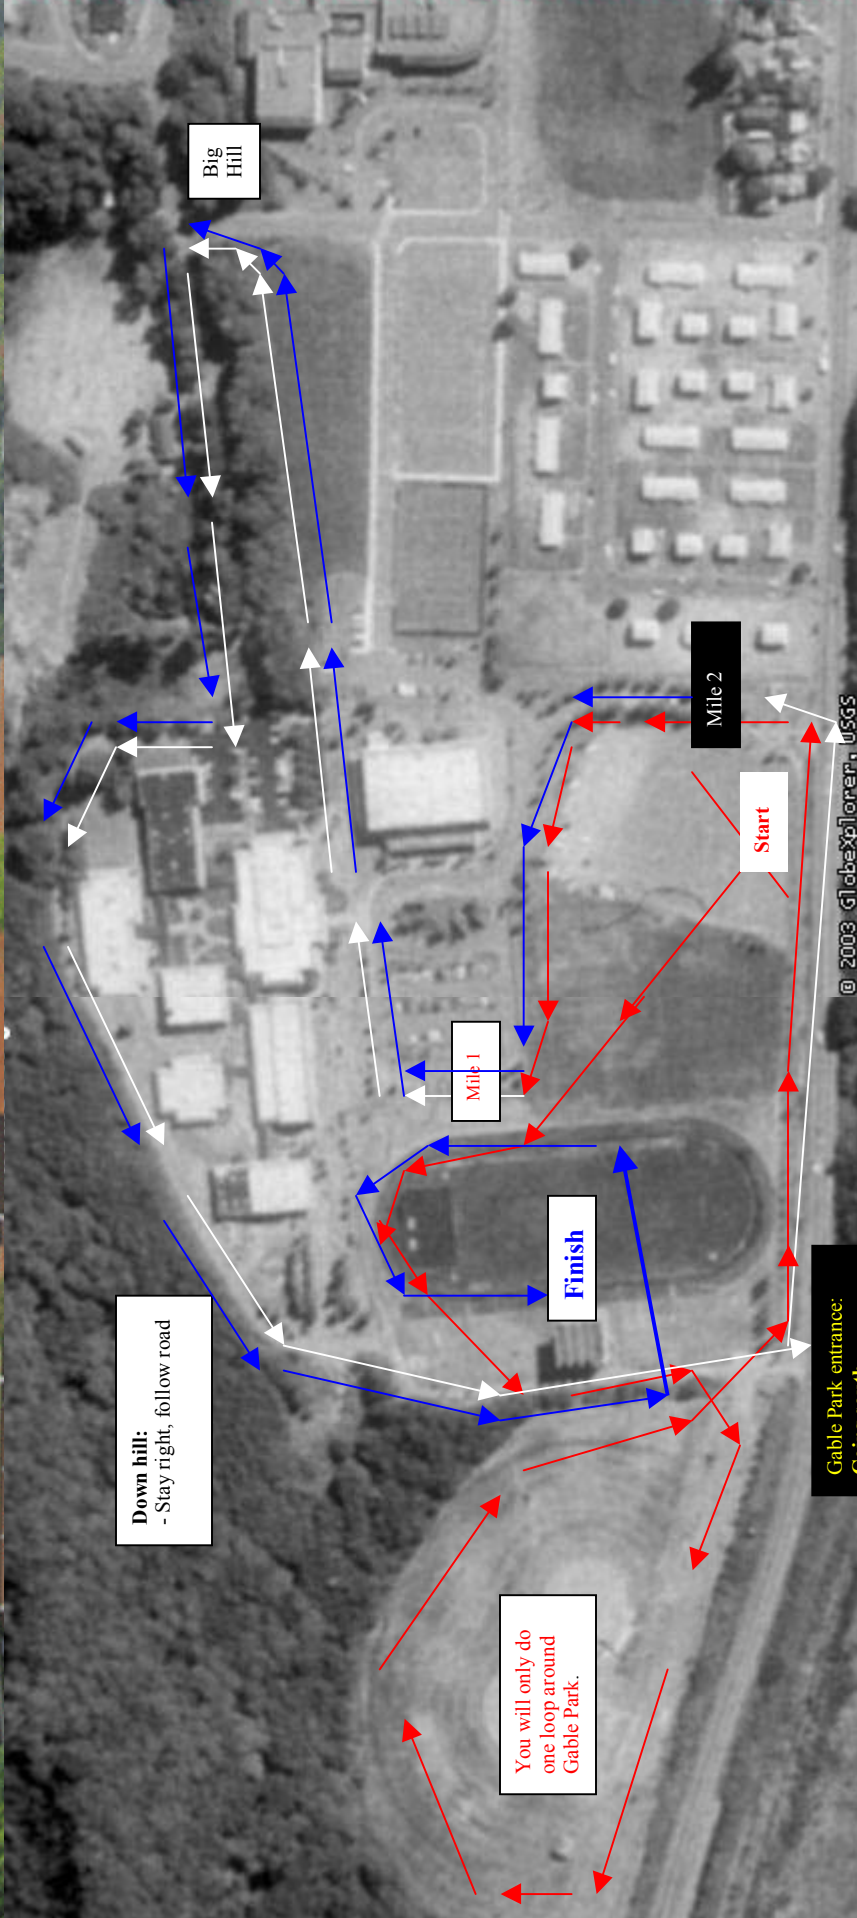 Big
Hill
Mile 2
Start
Mile 1
Finish
Down hill:
- Stay right, follow road
You will only do
one loop around
Gable Park.
Gable Park entrance:
© 2003 GlobeXplorer, USGS